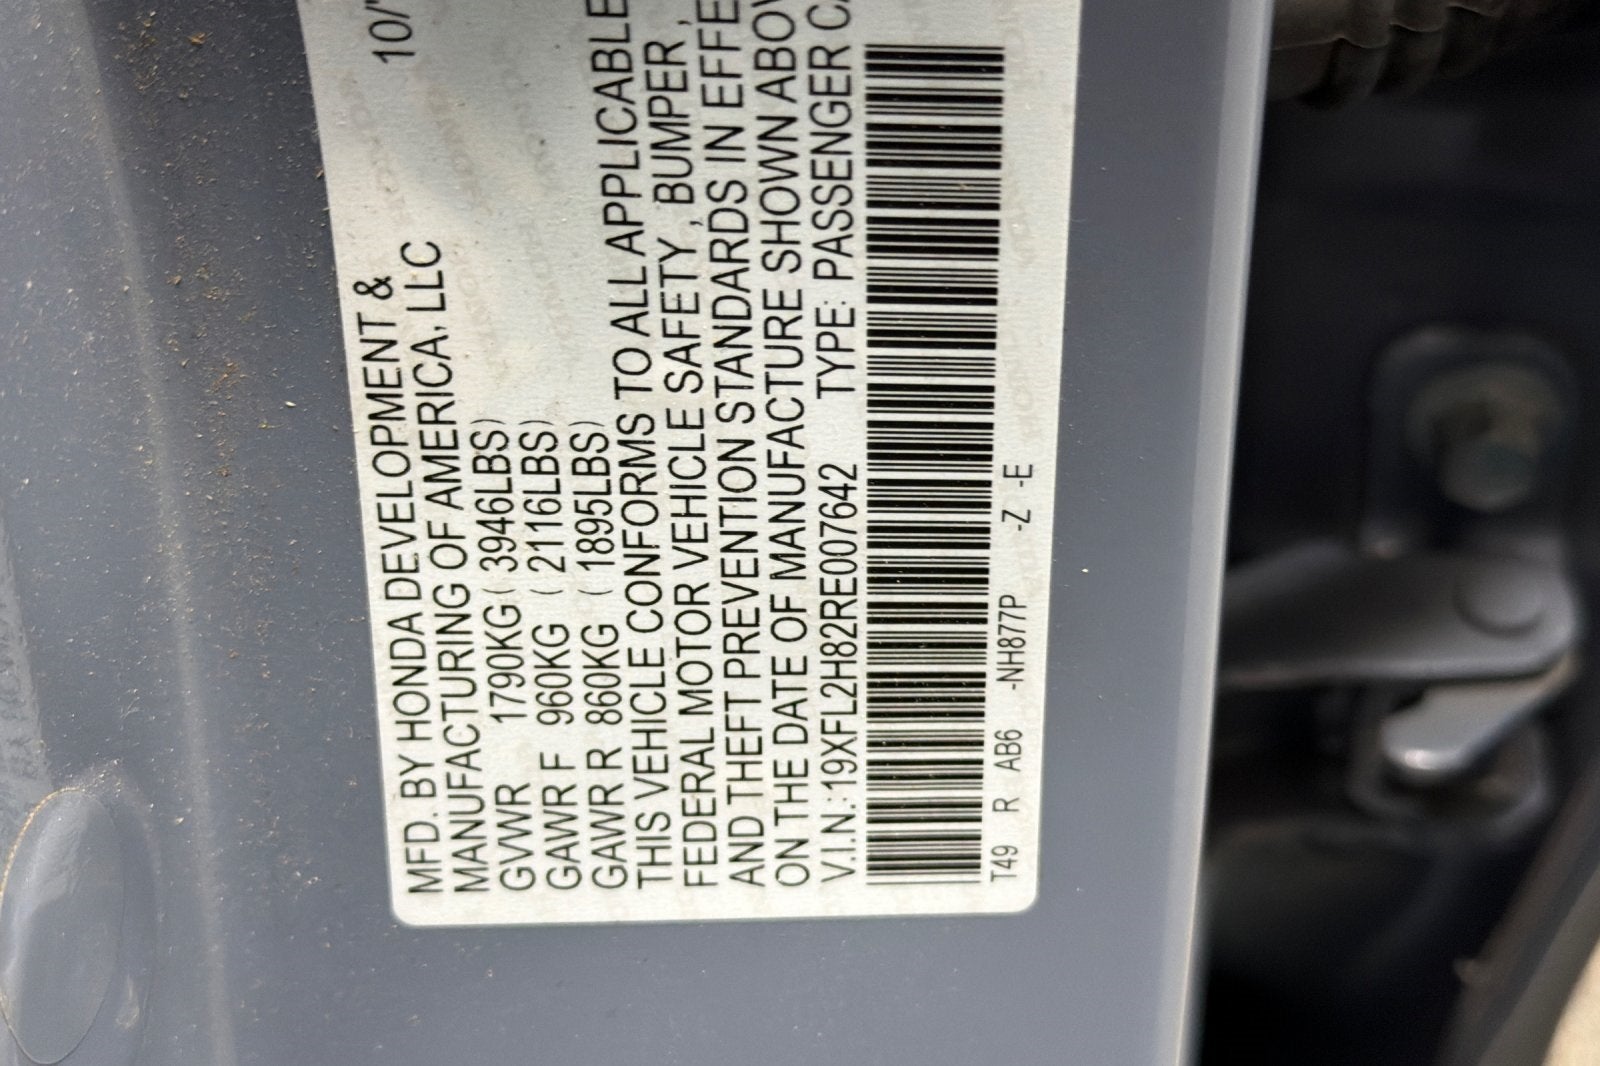 10/
MFD. BY HONDA DEVELOPMENT &
MANUFACTURING OF AMERICA, LLC
GVWR 1790KG ( 3946LBS)
GAWR F 960KG ( 2116LBS)
GAWR R 860KG ( 1895LBS)
THIS VEHICLE CONFORMS TO ALL APPLICABLE
FEDERAL MOTOR VEHICLE SAFETY , BUMPER,
AND THEFT PREVENTION STANDARDS IN EFFE
ON THE DATE OF MANUFACTURE SHOWN ABOV
V.I.N.:19XFL2H82RE007642 TYPE: PASSENGER CA
T49 R AB6 -NH877P -Z -E